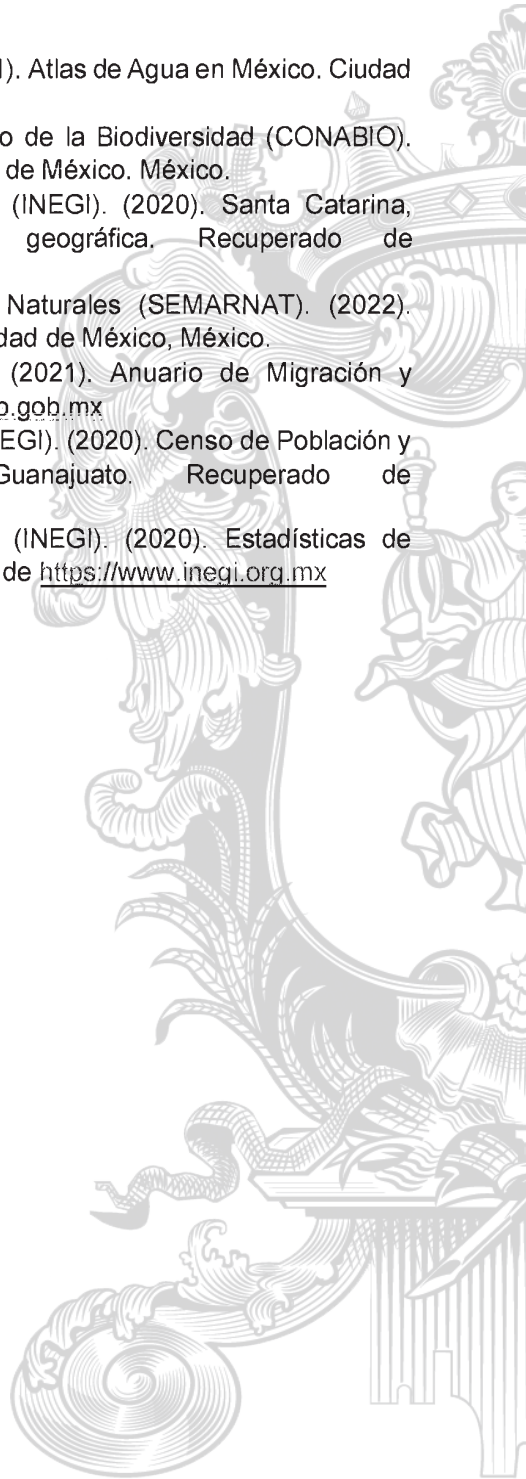 ). Atlas de Agua en México. Ciudad
o de la Biodiversidad (CONABIO).
de México. México.
(INEGI). (2020). Santa Catarina,
geográfica. Recuperado de
Naturales (SEMARNAT). (2022).
dad de México, México.
(2021). Anuario de Migración y
o.gob.mx
EGI). (2020). Censo de Población y
Guanajuato. Recuperado de
(INEGI). (2020). Estadísticas de
de https://www.inegi.org.mx